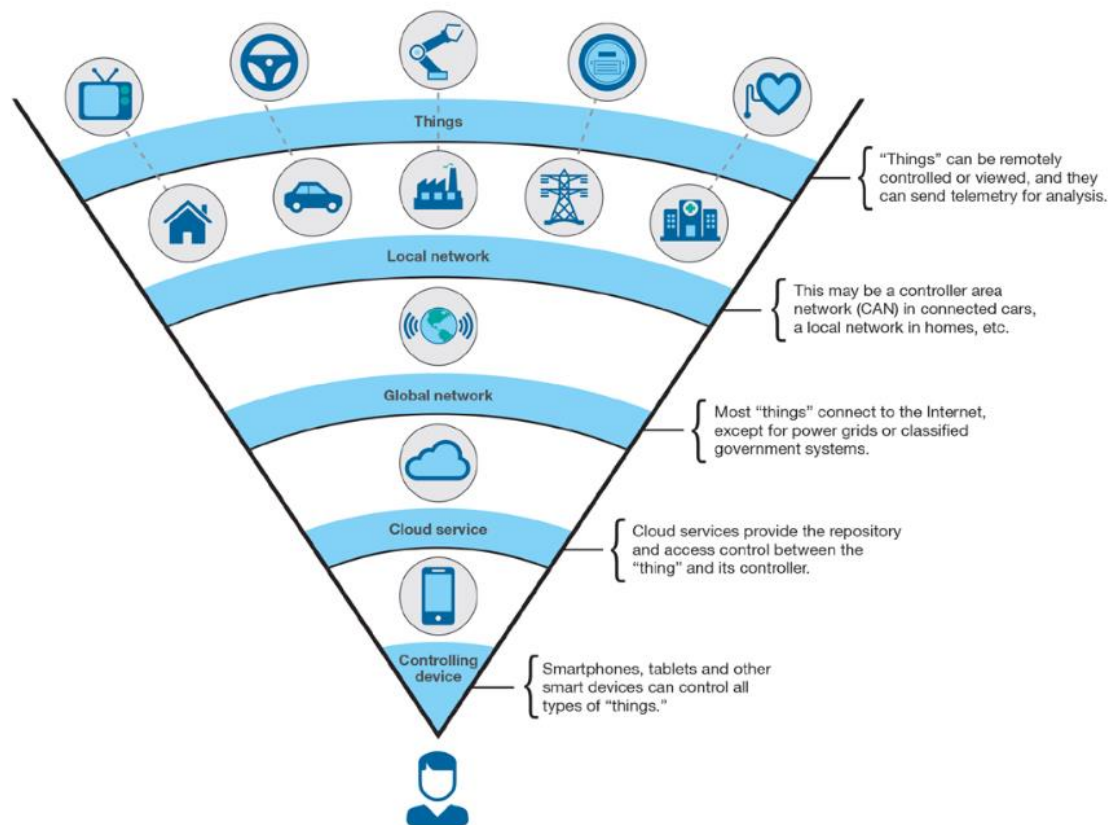 Things
“Things” can be remotely
controlled or viewed, and they
can send telemetry for analysis.
Local network
This may be a controller area
network (CAN) in connected cars,
a local network in homes, etc.
Global network
Most “things” connect to the Internet,
except for power grids or classified
government systems.
Cloud service
Cloud services provide the repository
and access control between the
“thing” and its controller.
Controlling
device
Smartphones, tablets and other
smart devices can control all
types of “things.”